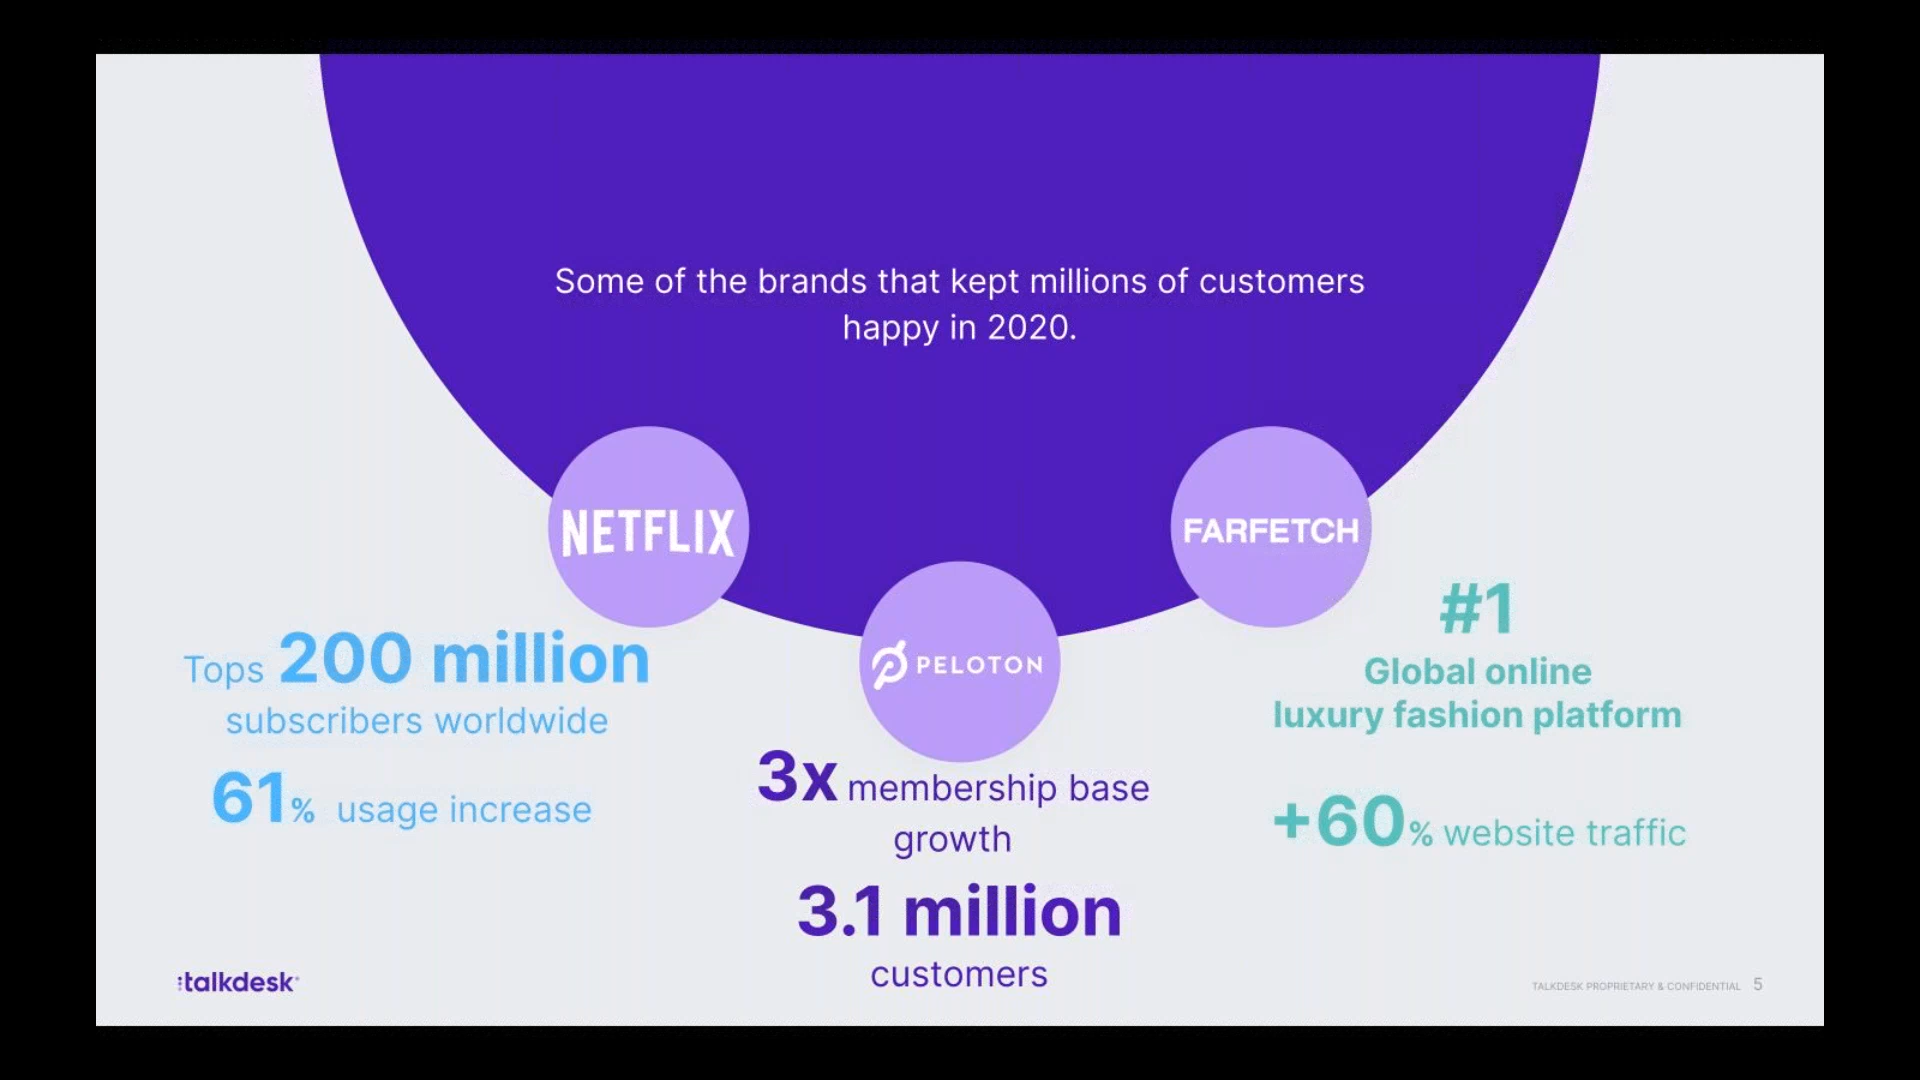 Some of the brands that kept millions of customers
happy in 2020.
NETFLIX
PELOTON
FARFETCH
Tops 200 million
subscribers worldwide
61% usage increase
3x membership base
growth
3.1 million
customers
#1
Global online
luxury fashion platform
+60% website traffic
:talkdesk
TALKDESK PROPRIETARY & CONFIDENTIAL 5